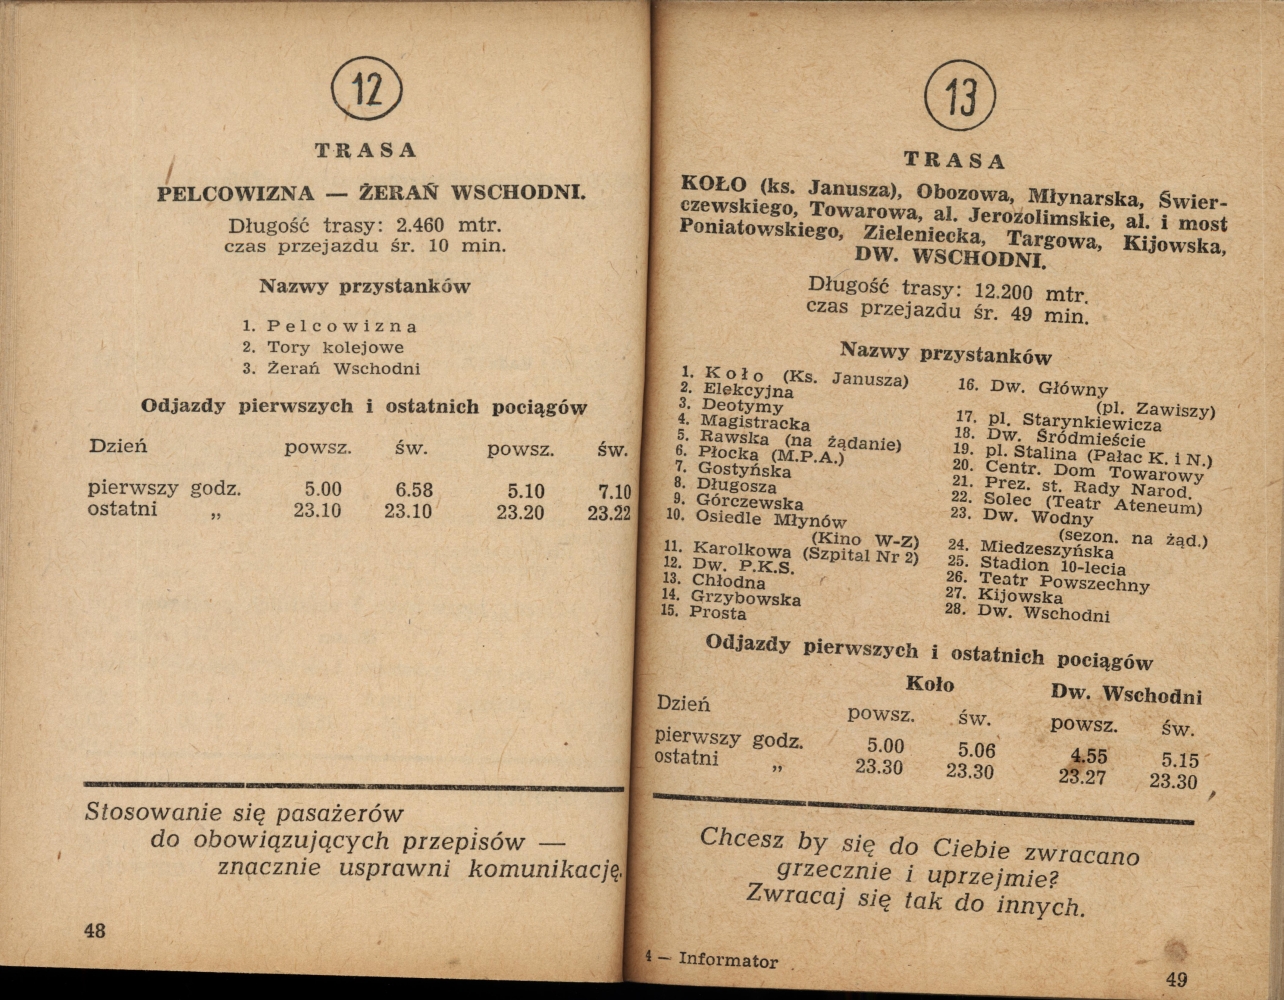 12
TRASA
PELCOWIZNA — ŻERAŃ WSCHODNI.
Długość trasy: 2.460 mtr.
czas przejazdu śr. 10 min.
Nazwy przystanków
1. Pelcowizna
2. Tory kolejowe
3. Żerań Wschodni
Odjazdy pierwszych i ostatnich pociągów
Dzień powsz. św. powsz. św.
pierwszy godz. 5.00 6.58 5.10 7.10
ostatni „ 23.10 23.10 23.20 23.22
Stosowanie się pasażerów
do obowiązujących przepisów —
znacznie usprawni komunikację.
48
13
TRASA
KOŁO (ks. Janusza), Obozowa, Młynarska, Świer-
czewskiego, Towarowa, al. Jerozolimskie, al. i most
Poniatowskiego, Zieleniecka, Targowa, Kijowska,
DW. WSCHODNI.
Długość trasy: 12.200 mtr.
czas przejazdu śr. 49 min.
Nazwy przystanków
1. Koło (Ks. Janusza)
2. Elekcyjna
3. Deotymy
4. Magistracka
5. Rawska (na żądanie)
6. Płocka (M.P.A.)
7. Gostyńska
8. Długosza
9. Górczewska
10. Osiedle Młynów
(Kino W-Z)
11. Karolkowa (Szpital Nr 2)
12. Dw. P.K.S.
13. Chłodna
14. Grzybowska
15. Prosta
16. Dw. Główny
(pl. Zawiszy)
17. pl. Starynkiewicza
18. Dw. Śródmieście
19. pl. Stalina (Pałac K. i N.)
20. Centr. Dom Towarowy
21. Prez. st. Rady Narod.
22. Solec (Teatr Ateneum)
23. Dw. Wodny
(sezon. na żąd.)
24. Miedzeszyńska
25. Stadion 10-lecia
26. Teatr Powszechny
27. Kijowska
28. Dw. Wschodni
Odjazdy pierwszych i ostatnich pociągów
Koło Dw. Wschodni
Dzień powsz. św. powsz. św.
pierwszy godz. 5.00 5.06 4.55 5.15
ostatni „ 23.30 23.30 23.27 23.30
Chcesz by się do Ciebie zwracano
grzecznie i uprzejmie?
Zwracaj się tak do innych.
4 — Informator
49